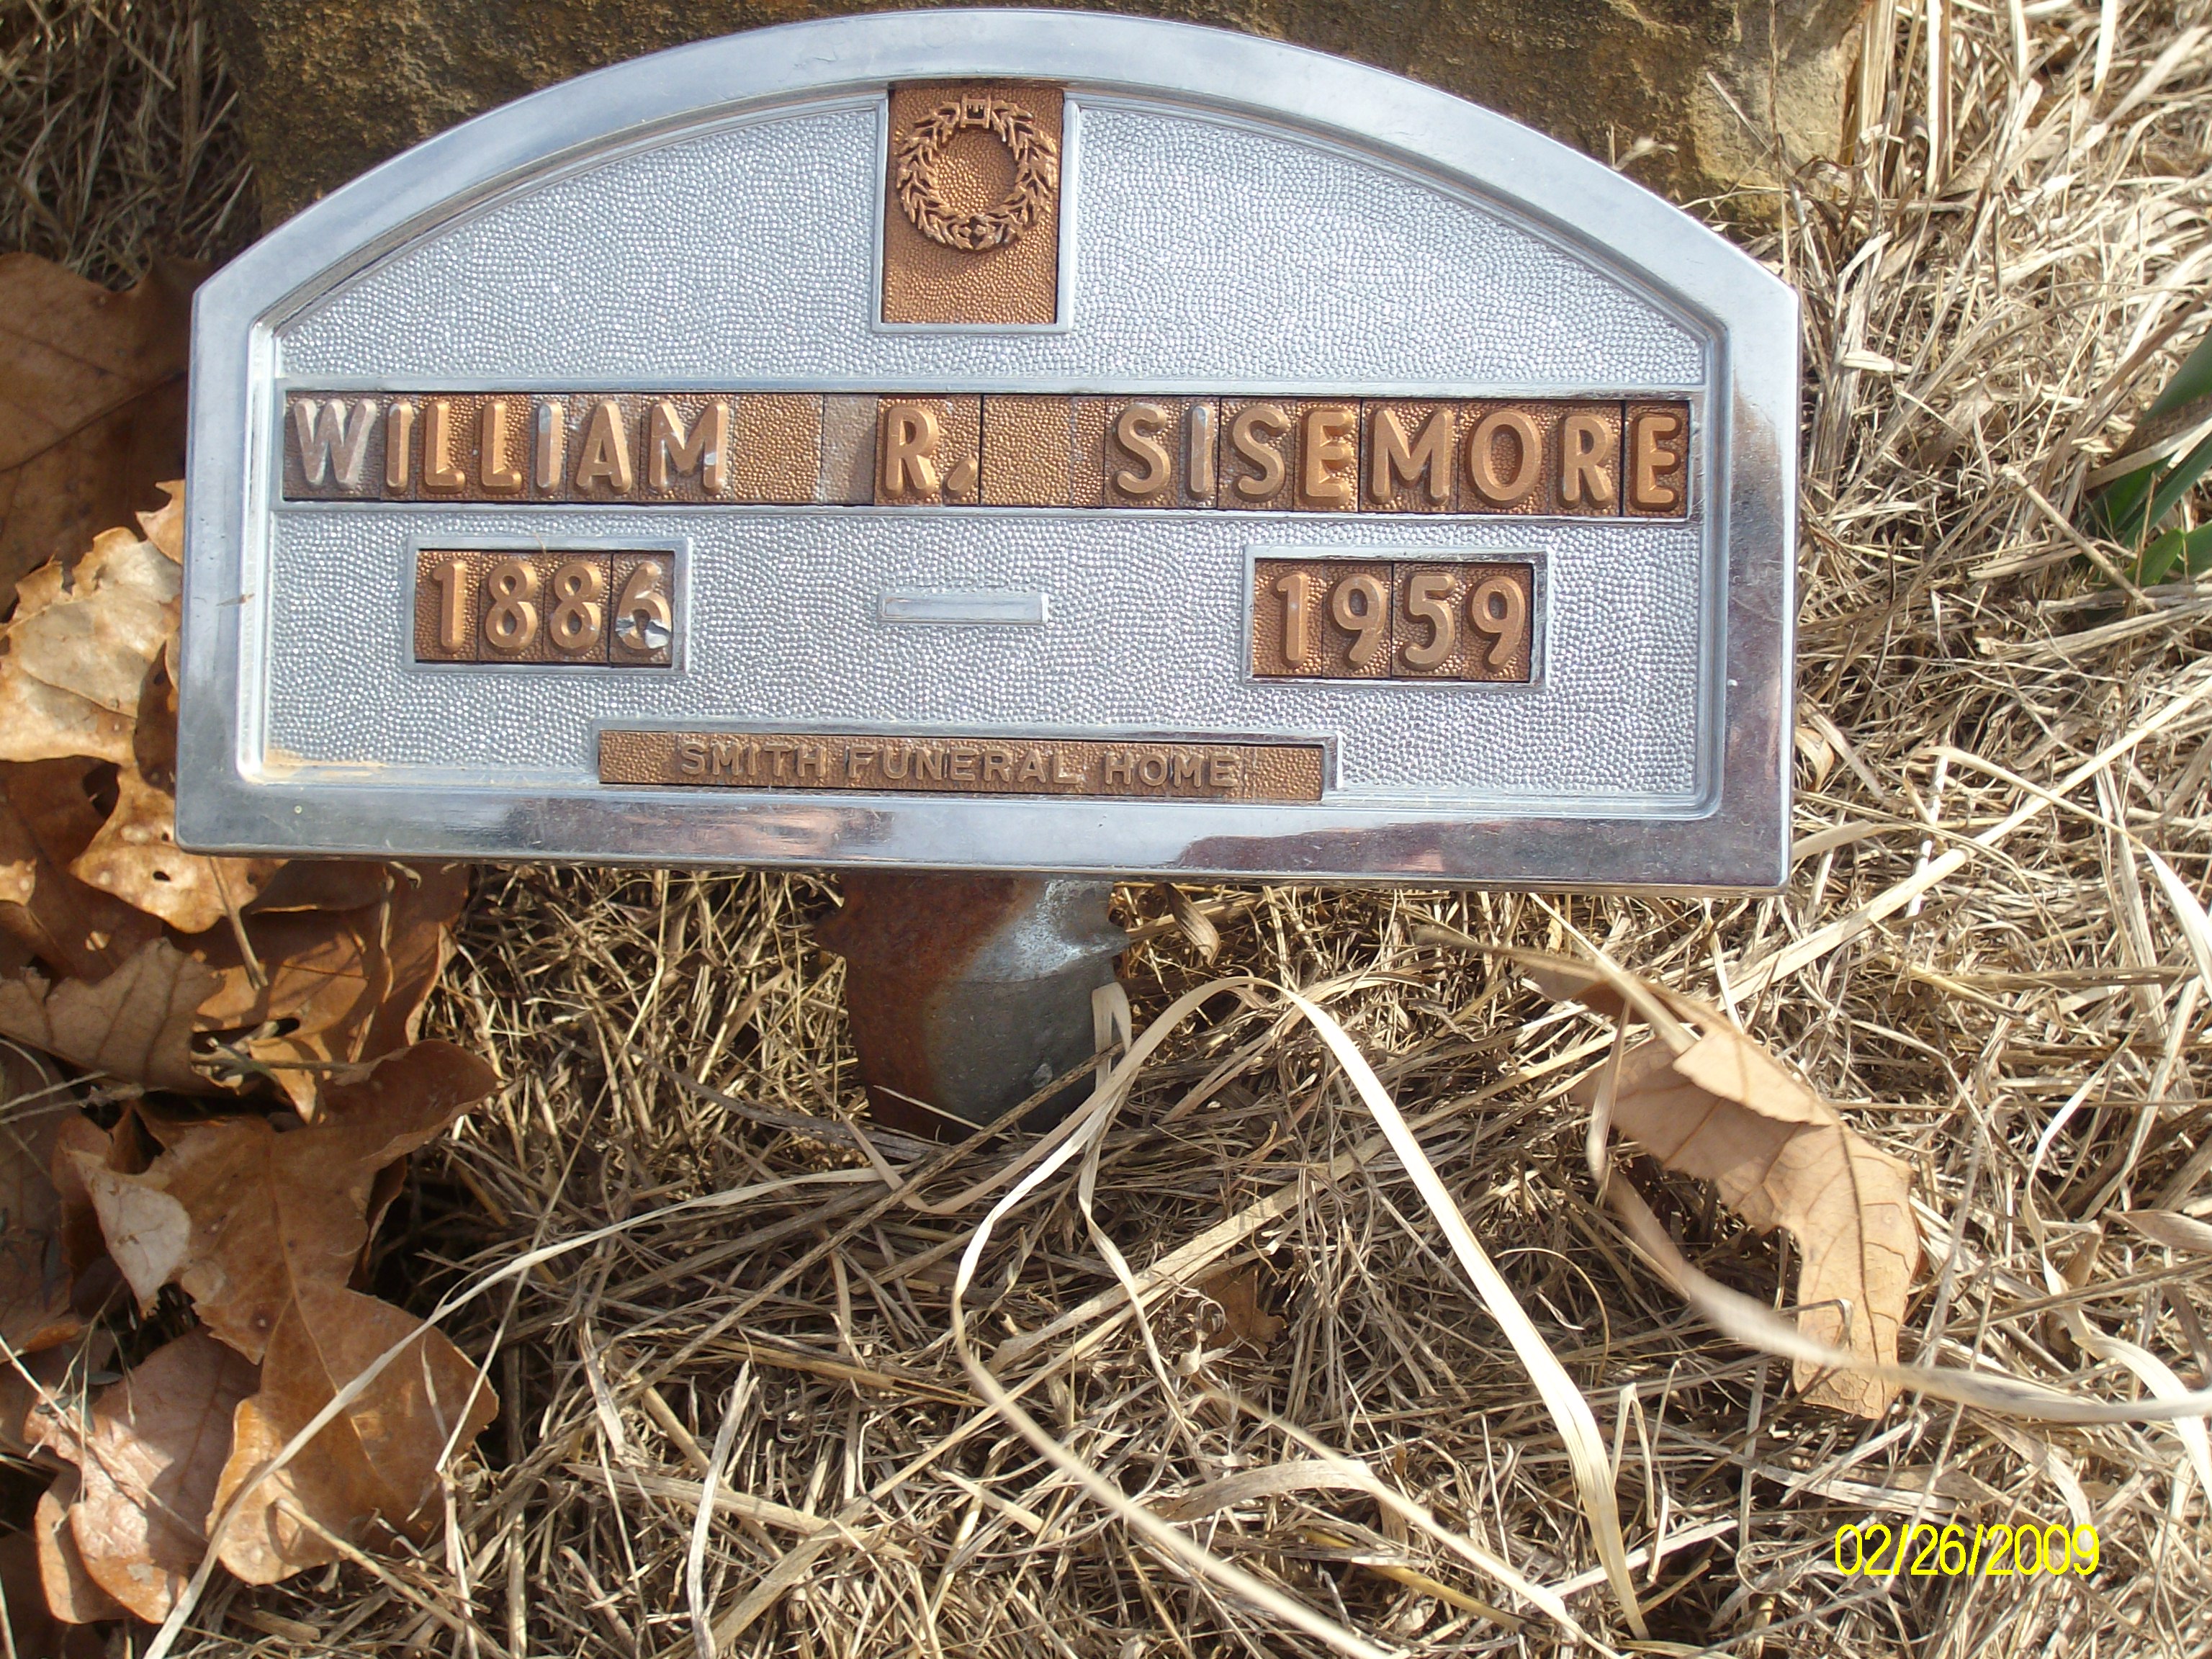 WILLIAM R. SISEMORE
1886 — 1959
SMITH FUNERAL HOME
02/26/2009